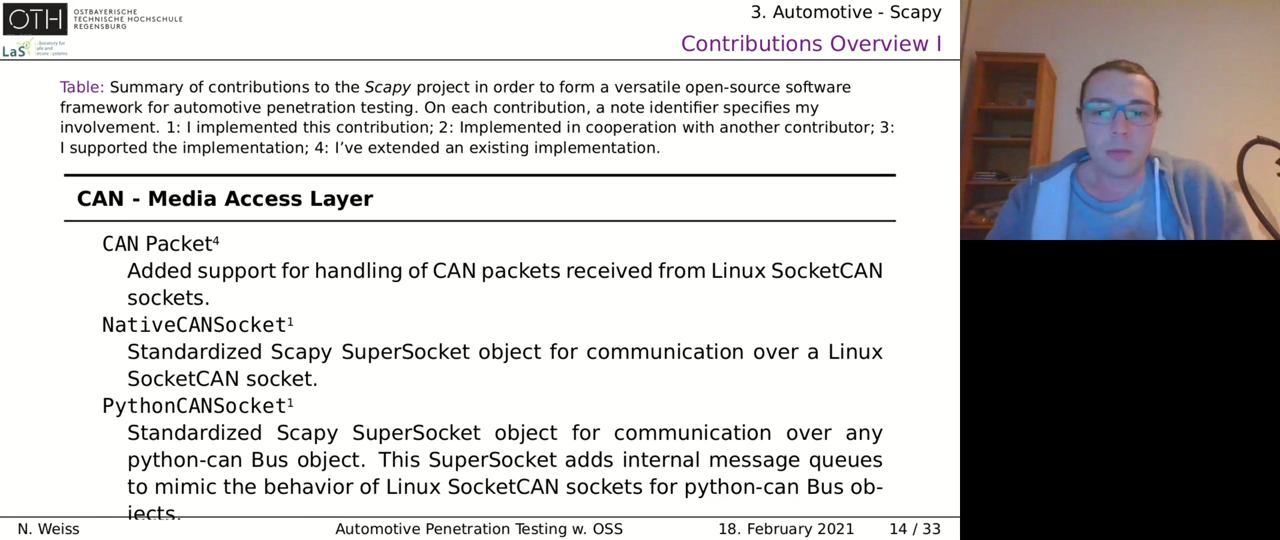 OTH OSTBAYERISCHE
TECHNISCHE HOCHSCHULE
REGENSBURG
LaS³ Laboratory for
Safe and
Secure Systems
3. Automotive - Scapy
Contributions Overview I
Table: Summary of contributions to the Scapy project in order to form a versatile open-source software
framework for automotive penetration testing. On each contribution, a note identifier specifies my
involvement. 1: I implemented this contribution; 2: Implemented in cooperation with another contributor; 3:
I supported the implementation; 4: I've extended an existing implementation.
CAN - Media Access Layer
CAN Packet⁴
Added support for handling of CAN packets received from Linux SocketCAN
sockets.
NativeCANSocket¹
Standardized Scapy SuperSocket object for communication over a Linux
SocketCAN socket.
PythonCANSocket¹
Standardized Scapy SuperSocket object for communication over any
python-can Bus object. This SuperSocket adds internal message queues
to mimic the behavior of Linux SocketCAN sockets for python-can Bus ob-
jects.
N. Weiss Automotive Penetration Testing w. OSS 18. February 2021 14 / 33